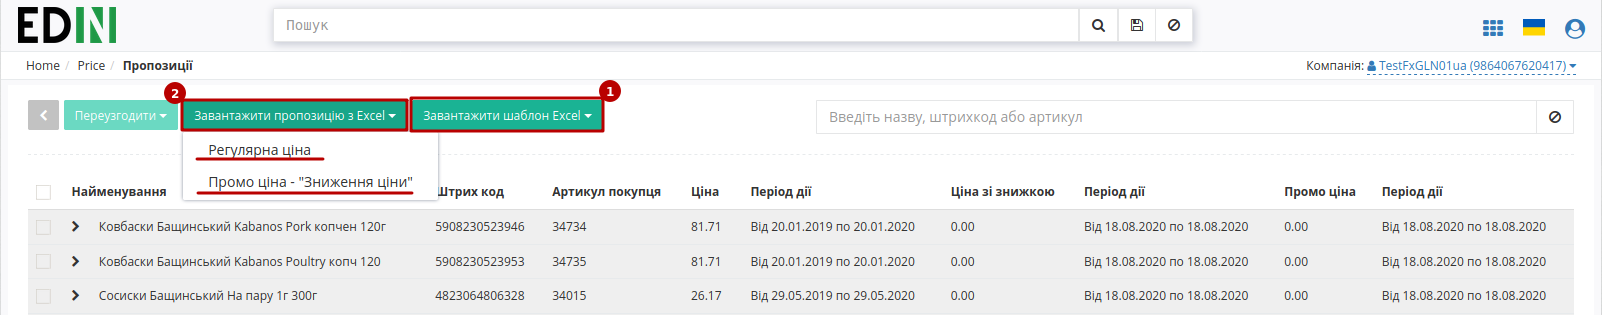 EDIN
Пошук
Home / Price / Пропозиції
Компанія: TestFxGLN01ua (9864067620417)
2
1
Переузгодити
Завантажити пропозицію з Excel
Завантажити шаблон Excel
Введіть назву, штрихкод або артикул
Регулярна ціна
Промо ціна - "Зниження ціни"
Найменування Штрих код Артикул покупця Ціна Період дії Ціна зі знижкою Період дії Промо ціна Період дії
Ковбаски Бащинський Kabanos Pork копчен 120г 5908230523946 34734 81.71 Від 20.01.2019 по 20.01.2020 0.00 Від 18.08.2020 по 18.08.2020 0.00 Від 18.08.2020 по 18.08.2020
Ковбаски Бащинський Kabanos Poultry копч 120 5908230523953 34735 81.71 Від 20.01.2019 по 20.01.2020 0.00 Від 18.08.2020 по 18.08.2020 0.00 Від 18.08.2020 по 18.08.2020
Сосиски Бащинський На пару 1г 300г 4823064806328 34015 26.17 Від 29.05.2019 по 29.05.2020 0.00 Від 18.08.2020 по 18.08.2020 0.00 Від 18.08.2020 по 18.08.2020